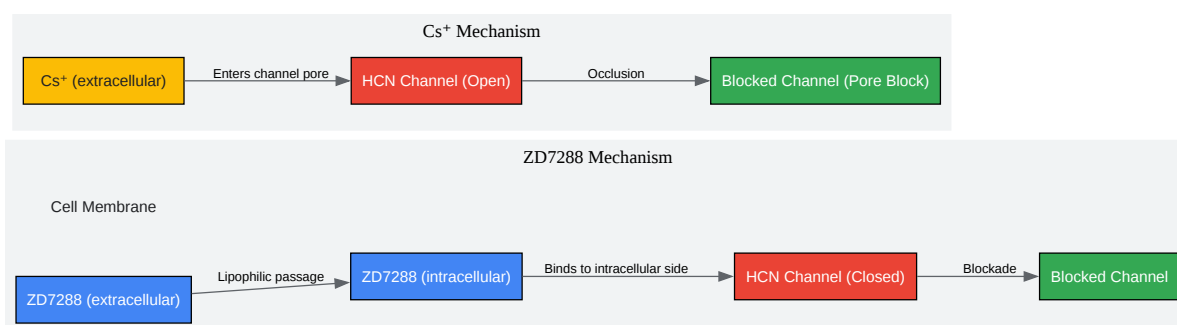 Cs⁺ Mechanism
Cs⁺ (extracellular)
Enters channel pore
HCN Channel (Open)
Occlusion
Blocked Channel (Pore Block)
ZD7288 Mechanism
Cell Membrane
ZD7288 (extracellular)
Lipophilic passage
ZD7288 (intracellular)
Binds to intracellular side
HCN Channel (Closed)
Blockade
Blocked Channel